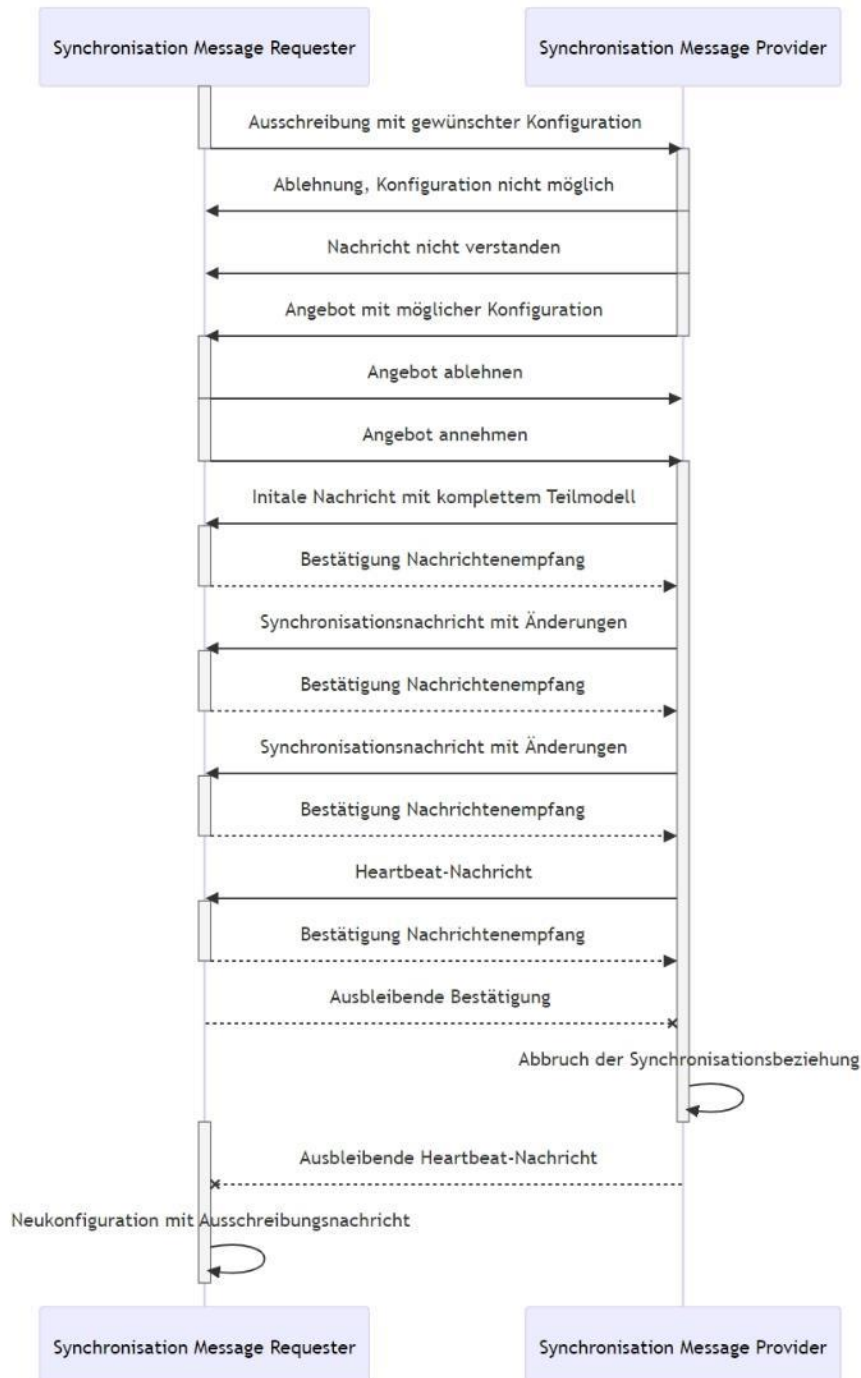 Synchronisation Message Requester
Synchronisation Message Provider
Ausschreibung mit gewünschter Konfiguration
Ablehnung, Konfiguration nicht möglich
Nachricht nicht verstanden
Angebot mit möglicher Konfiguration
Angebot ablehnen
Angebot annehmen
Initale Nachricht mit komplettem Teilmodell
Bestätigung Nachrichtenempfang
Synchronisationsnachricht mit Änderungen
Bestätigung Nachrichtenempfang
Synchronisationsnachricht mit Änderungen
Bestätigung Nachrichtenempfang
Heartbeat-Nachricht
Bestätigung Nachrichtenempfang
Ausbleibende Bestätigung
Abbruch der Synchronisationsbeziehung
Ausbleibende Heartbeat-Nachricht
Neukonfiguration mit Ausschreibungsnachricht
Synchronisation Message Requester
Synchronisation Message Provider